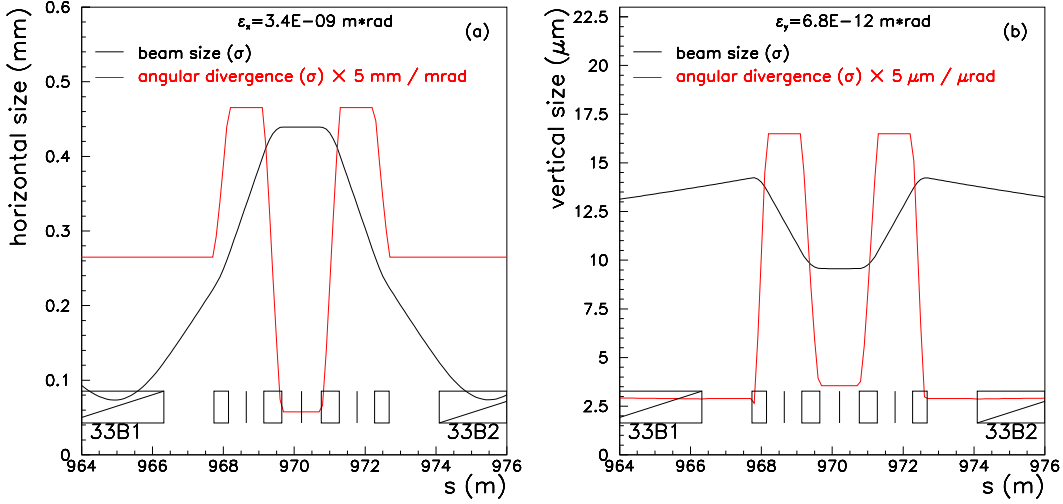 εx=3.4E−09 m*rad
(a)
beam size (σ)
angular divergence (σ) × 5 mm / mrad
horizontal size (mm)
0.6
0.5
0.4
0.3
0.2
0.1
0
33B1
33B2
964
966
968
970
972
974
976
s (m)
εy=6.8E−12 m*rad
(b)
beam size (σ)
angular divergence (σ) × 5 μm / μrad
vertical size (μm)
22.5
20
17.5
15
12.5
10
7.5
5
2.5
0
33B1
33B2
964
966
968
970
972
974
976
s (m)